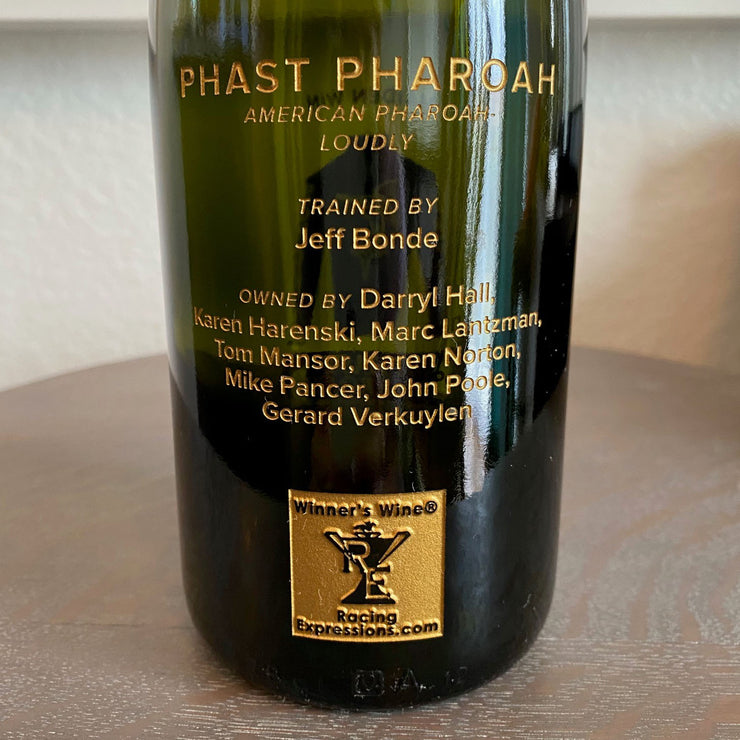 PHAST PHAROAH
AMERICAN PHAROAH-
LOUDLY
TRAINED BY
Jeff Bonde
OWNED BY Darryl Hall,
Karen Harenski, Marc Lantzman,
Tom Mansor, Karen Norton,
Mike Pancer, John Poole,
Gerard Verkuylen
Winner's Wine®
RE
Racing
Expressions.com